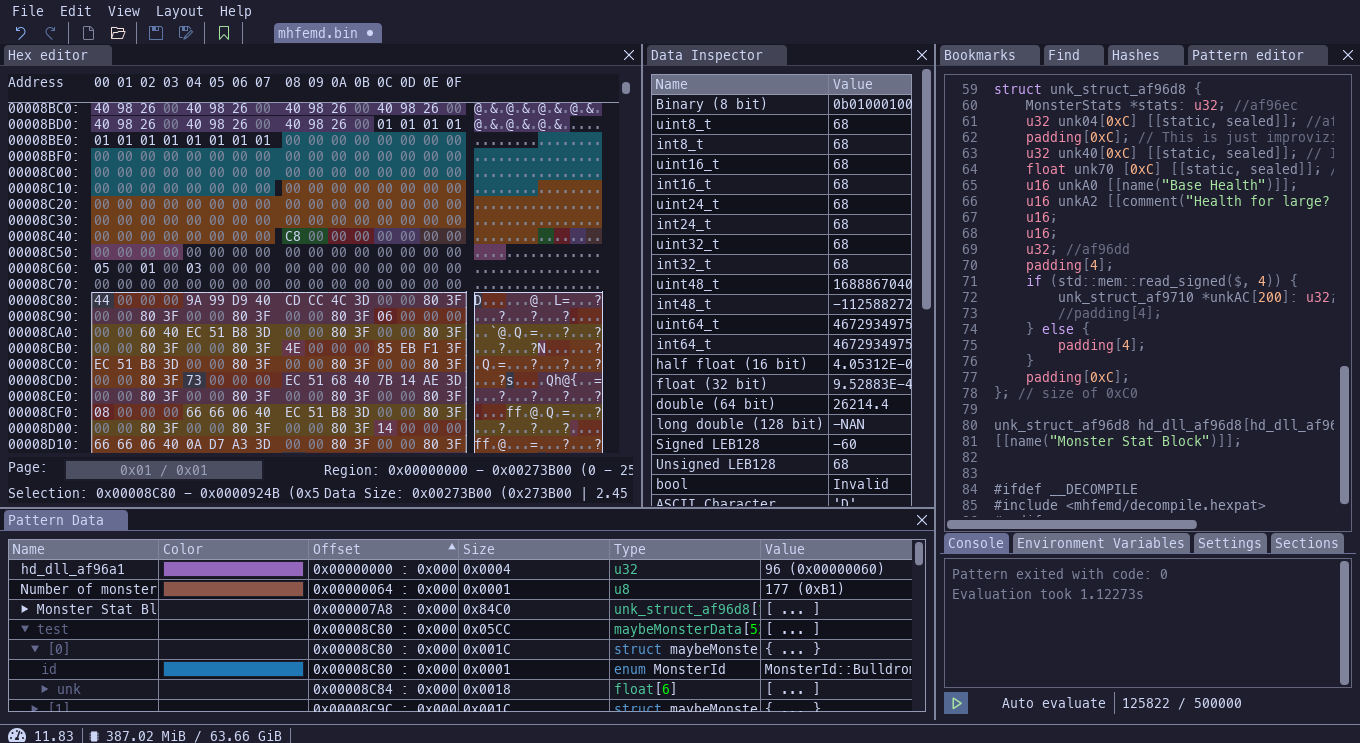 File Edit View Layout Help
mhfemd.bin
Hex editor
Address 00 01 02 03 04 05 06 07 08 09 0A 0B 0C 0D 0E 0F
00008BC0: 40 98 26 00 40 98 26 00 40 98 26 00 40 98 26 00 @.&.@.&.@.&.@.&.
00008BD0: 40 98 26 00 40 98 26 00 40 98 26 00 01 01 01 01 @.&.@.&.@.&.....
00008BE0: 01 01 01 01 01 01 01 01 00 00 00 00 00 00 00 00 ................
00008BF0: 00 00 00 00 00 00 00 00 00 00 00 00 00 00 00 00 ................
00008C00: 00 00 00 00 00 00 00 00 00 00 00 00 00 00 00 00 ................
00008C10: 00 00 00 00 00 00 00 00 00 00 00 00 00 00 00 00 ................
00008C20: 00 00 00 00 00 00 00 00 00 00 00 00 00 00 00 00 ................
00008C30: 00 00 00 00 00 00 00 00 00 00 00 00 00 00 00 00 ................
00008C40: 00 00 00 00 00 00 00 00 C8 00 00 00 00 00 00 00 ................
00008C50: 00 00 00 00 00 00 00 00 00 00 00 00 00 00 00 00 ................
00008C60: 05 00 01 00 03 00 00 00 00 00 00 00 00 00 00 00 ................
00008C70: 00 00 00 00 00 00 00 00 00 00 00 00 00 00 00 00 ................
00008C80: 44 00 00 00 9A 99 D9 40 CD CC 4C 3D 00 00 80 3F D......@..L=...?
00008C90: 00 00 80 3F 00 00 80 3F 00 00 80 3F 06 00 00 00 ...?...?...?....
00008CA0: 00 00 60 40 EC 51 B8 3D 00 00 80 3F 00 00 80 3F ..`@.Q.=...?...?
00008CB0: 00 00 80 3F 00 00 80 3F 4E 00 00 00 85 EB F1 3F ...?...?N......?
00008CC0: EC 51 B8 3D 00 00 80 3F 00 00 80 3F 00 00 80 3F .Q.=...?...?...?
00008CD0: 00 00 80 3F 73 00 00 00 EC 51 68 40 7B 14 AE 3D ...?s....Qh@{..=
00008CE0: 00 00 80 3F 00 00 80 3F 00 00 80 3F 00 00 80 3F ...?...?...?...?
00008CF0: 08 00 00 00 66 66 06 40 EC 51 B8 3D 00 00 80 3F ....ff.@.Q.=...?
00008D00: 00 00 80 3F 00 00 80 3F 00 00 80 3F 14 00 00 00 ...?...?...?....
00008D10: 66 66 06 40 0A D7 A3 3D 00 00 80 3F 00 00 80 3F ff.@...=...?...?
Page: 0x01 / 0x01 Region: 0x00000000 - 0x00273B00 (0 - 25
Selection: 0x00008C80 - 0x0000924B (0x5 Data Size: 0x00273B00 (0x273B00 | 2.45
Data Inspector
Name Value
Binary (8 bit) 0b01000100
uint8_t 68
int8_t 68
uint16_t 68
int16_t 68
uint24_t 68
int24_t 68
uint32_t 68
int32_t 68
uint48_t 1688867040
int48_t -112588272
uint64_t 4672934975
int64_t 4672934975
half float (16 bit) 4.05312E-0
float (32 bit) 9.52883E-4
double (64 bit) 26214.4
long double (128 bit) -NAN
Signed LEB128 -60
Unsigned LEB128 68
bool Invalid
ASCII Character 'D'
Bookmarks Find Hashes Pattern editor
59 struct unk_struct_af96d8 {
60 MonsterStats *stats: u32; //af96ec
61 u32 unk04[0xC] [[static, sealed]]; //af
62 padding[0xC]; // This is just improvizi
63 u32 unk40[0xC] [[static, sealed]]; //
64 float unk70 [0xC] [[static, sealed]]; /
65 u16 unkA0 [[name("Base Health")]];
66 u16 unkA2 [[comment("Health for large?
67 u16;
68 u16;
69 u32; //af96dd
70 padding[4];
71 if (std::mem::read_signed($, 4)) {
72 unk_struct_af9710 *unkAC[200]: u32;
73 //padding[4];
74 } else {
75 padding[4];
76 }
77 padding[0xC];
78 }; // size of 0xC0
79
80 unk_struct_af96d8 hd_dll_af96d8[hd_dll_af96
81 [[name("Monster Stat Block")]];
82
83
84 #ifdef __DECOMPILE
85 #include <mhfemd/decompile.hexpat>
Console Environment Variables Settings Sections
Pattern exited with code: 0
Evaluation took 1.12273s
Auto evaluate 125822 / 500000
Pattern Data
Name Color Offset Size Type Value
hd_dll_af96a1 0x00000000 : 0x000 0x0004 u32 96 (0x00000060)
Number of monster 0x00000064 : 0x000 0x0001 u8 177 (0xB1)
Monster Stat Bl 0x000007A8 : 0x000 0x84C0 unk_struct_af96d8[ [ ... ]
test 0x00008C80 : 0x000 0x05CC maybeMonsterData[5 [ ... ]
[0] 0x00008C80 : 0x000 0x001C struct maybeMonste { ... }
id 0x00008C80 : 0x000 0x0001 enum MonsterId MonsterId::Bulldro
unk 0x00008C84 : 0x000 0x0018 float[6] [ ... ]
[1] 0x00008C9C : 0x000 0x001C struct maybeMonste { ... }
11.83 387.02 MiB / 63.66 GiB